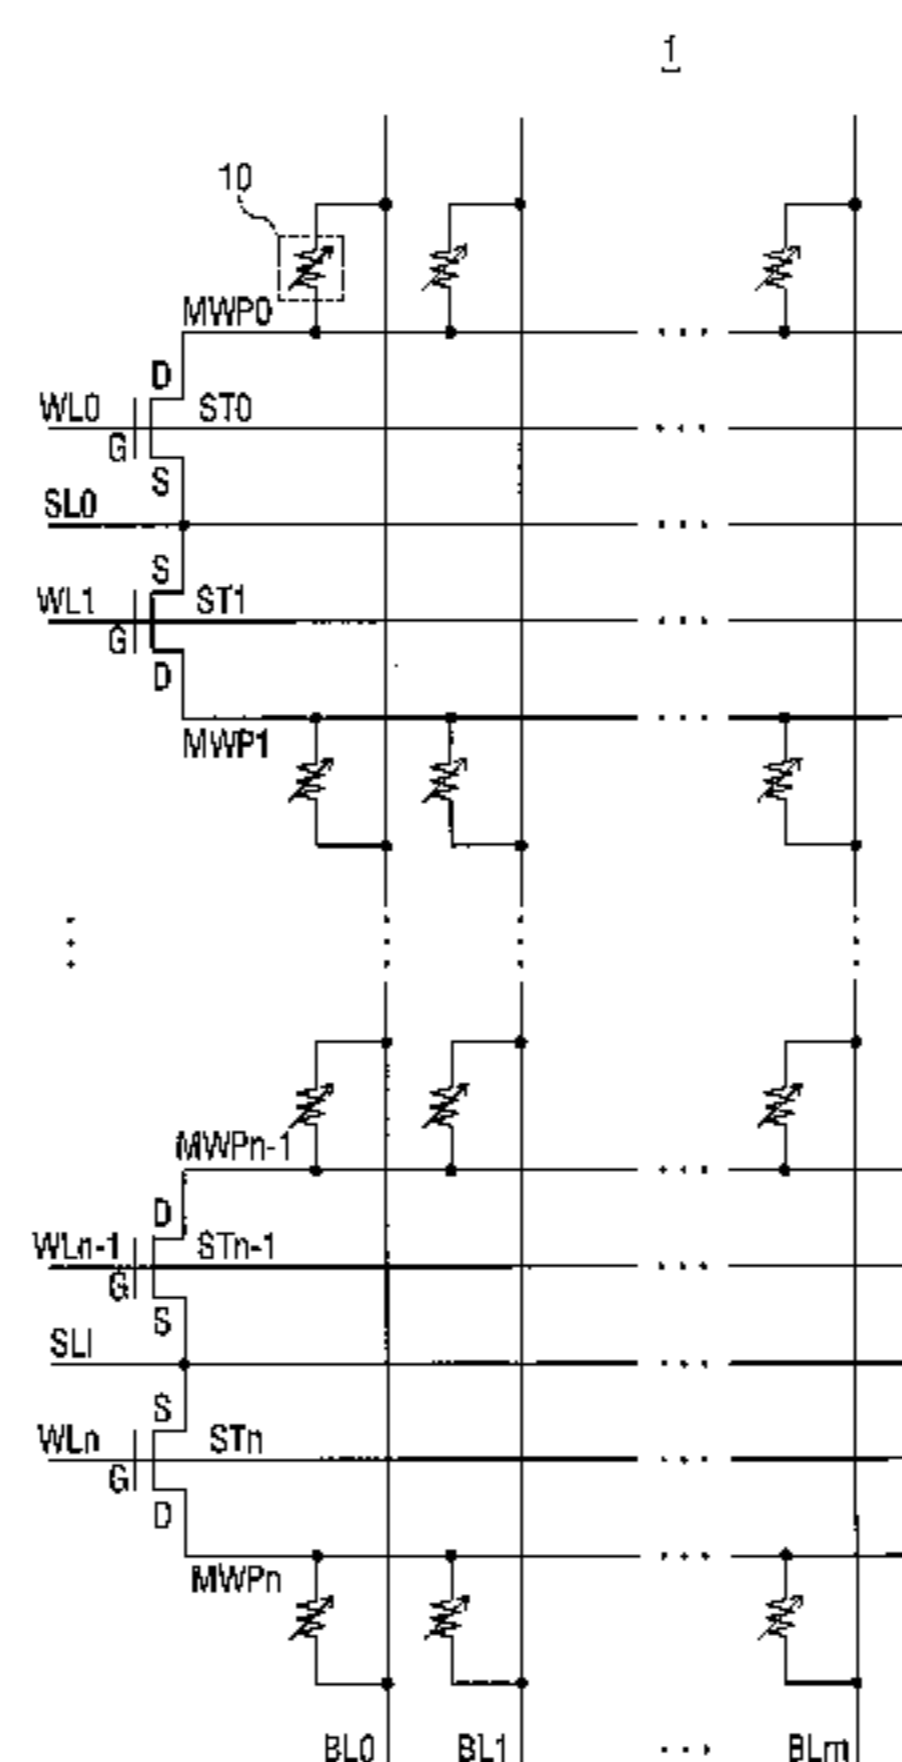 1
10
MWP0
D
WL0 ST0
G
S
SL0
S
WL1 ST1
G
D
MWP1
MWPn-1
D
WLn-1 STn-1
G
S
SLl
S
WLn STn
G
D
MWPn
BL0 BL1 ... BLm